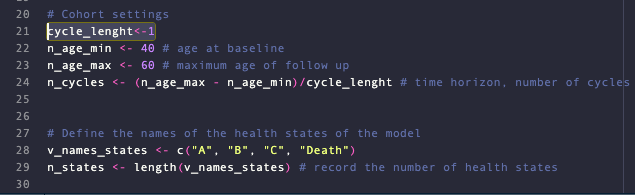 20 # Cohort settings
21 cycle_lenght<-1
22 n_age_min <- 40 # age at baseline
23 n_age_max <- 60 # maximum age of follow up
24 n_cycles <- (n_age_max - n_age_min)/cycle_lenght # time horizon, number of cycles
25
26
27 # Define the names of the health states of the model
28 v_names_states <- c("A", "B", "C", "Death")
29 n_states <- length(v_names_states) # record the number of health states
30